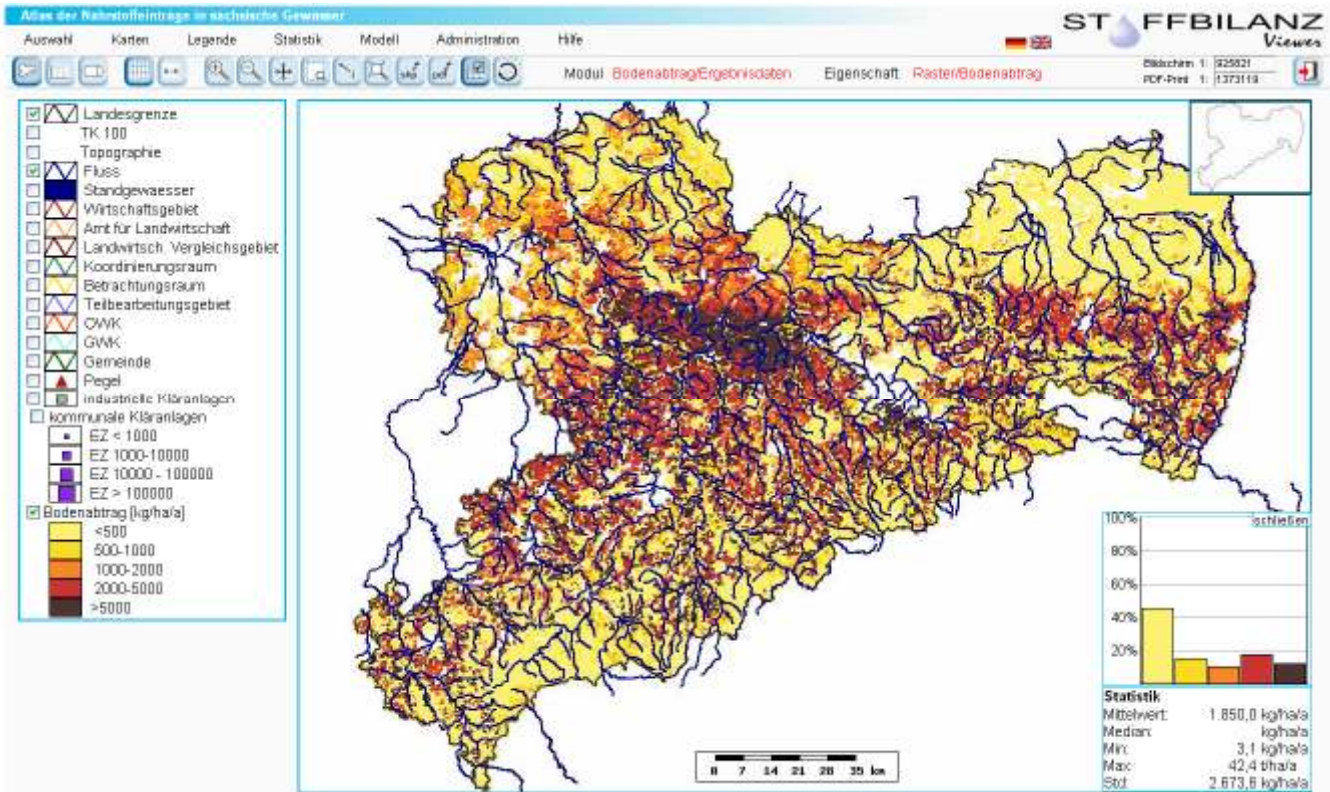 Atlas der Nährstoffeinträge in sächsische Gewässer
STOFFBILANZ
Viewer
Auswahl Karten Legende Statistik Modell Administration Hilfe
Modul Bodenabtrag/Ergebnisdaten Eigenschaft Raster/Bodenabtrag
Bildschirm 1: 925821
PDF-Print 1: 1373119
Landesgrenze
TK 100
Topographie
Fluss
Standgewaesser
Wirtschaftsgebiet
Amt für Landwirtschaft
Landwirtsch. Vergleichsgebiet
Koordinierungsraum
Betrachtungsraum
Teilbearbeitungsgebiet
OWK
GWK
Gemeinde
Pegel
industrielle Kläranlagen
kommunale Kläranlagen
EZ < 1000
EZ 1000-10000
EZ 10000 - 100000
EZ > 100000
Bodenabtrag [kg/ha/a]
<500
500-1000
1000-2000
2000-5000
>5000
0 7 14 21 28 35 km
schließen
100%
80%
60%
40%
20%
Statistik
Mittelwert: 1.850,0 kg/ha/a
Median: kg/ha/a
Min: 3,1 kg/ha/a
Max: 42,4 t/ha/a
Std: 2.673,6 kg/ha/a